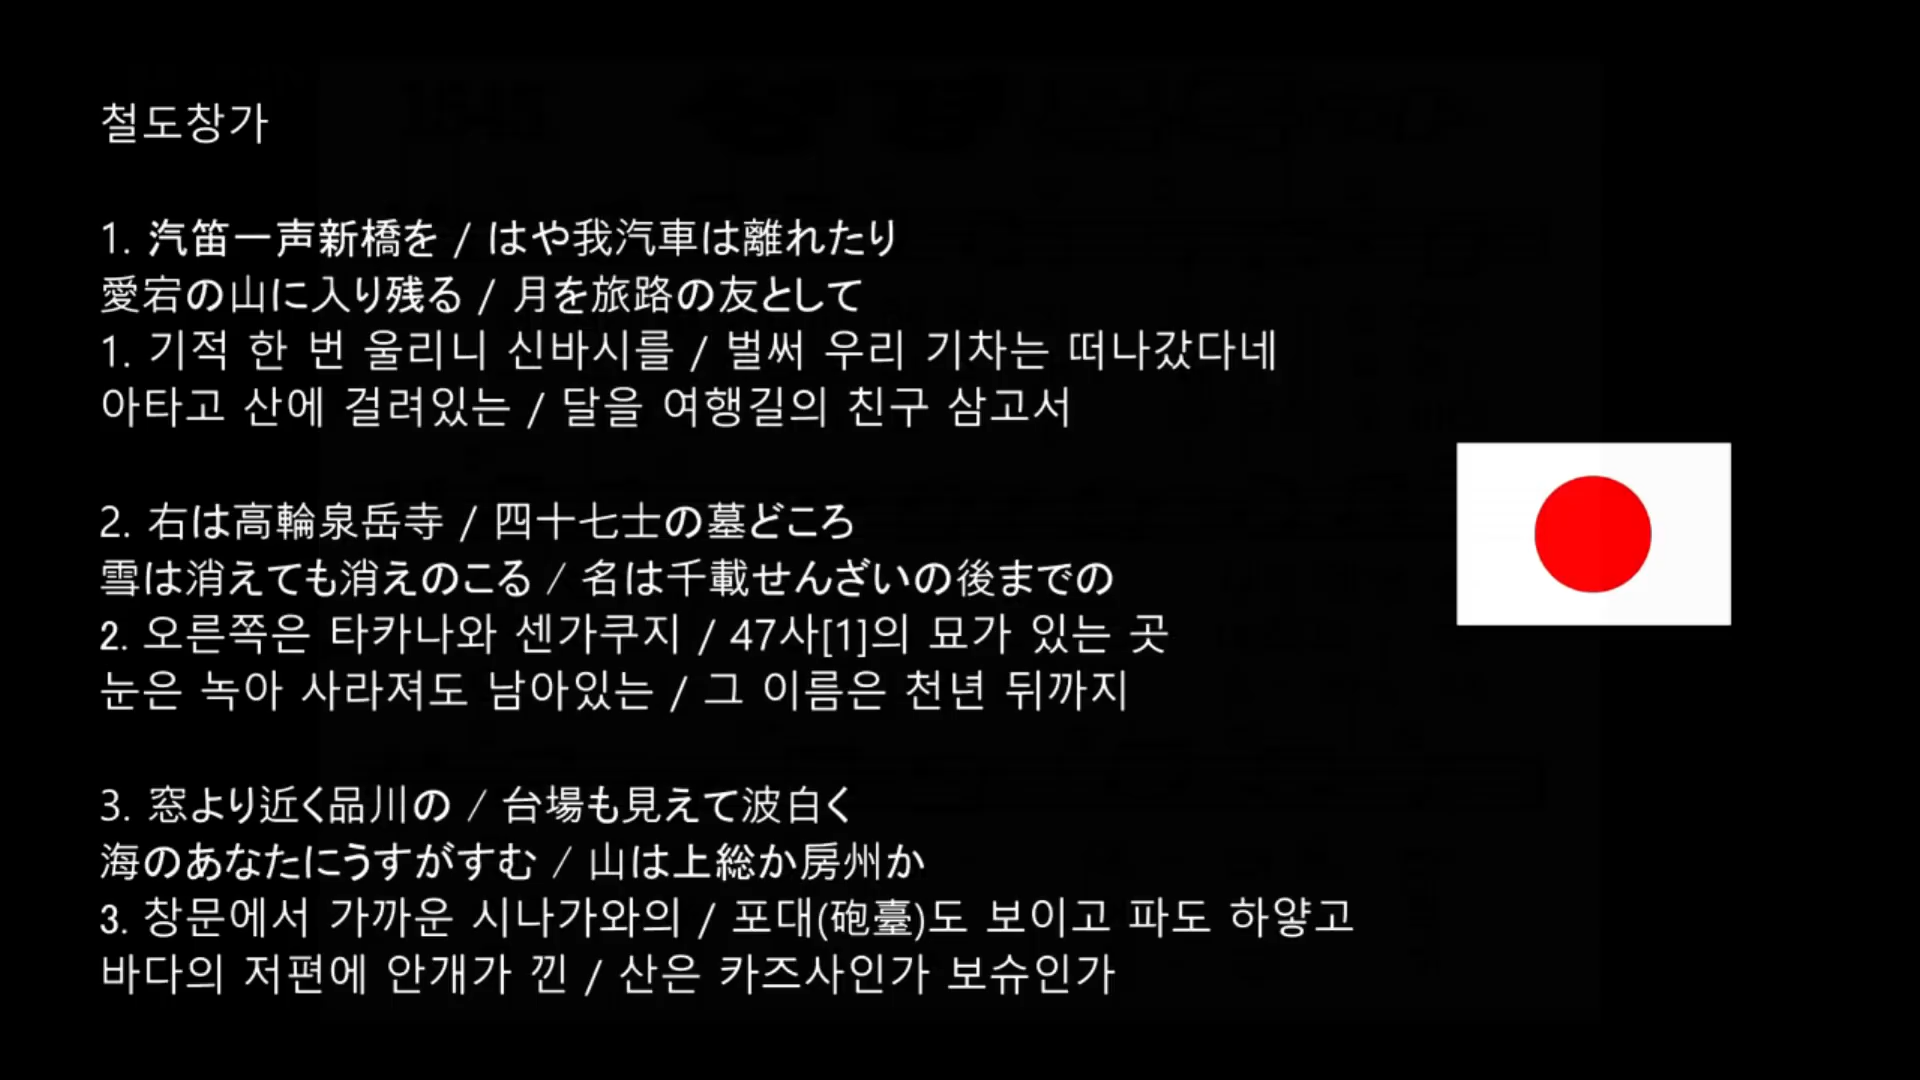 철도창가
1. 汽笛一声新橋を / はや我汽車は離れたり
愛宕の山に入り残る / 月を旅路の友として
1. 기적 한 번 울리니 신바시를 / 벌써 우리 기차는 떠나갔다네
아타고 산에 걸려있는 / 달을 여행길의 친구 삼고서
2. 右は高輪泉岳寺 / 四十七士の墓どころ
雪は消えても消えのこる / 名は千載せんざいの後までの
2. 오른쪽은 타카나와 센가쿠지 / 47사[1]의 묘가 있는 곳
눈은 녹아 사라져도 남아있는 / 그 이름은 천년 뒤까지
3. 窓より近く品川の / 台場も見えて波白く
海のあなたにうすがすむ / 山は上総か房州か
3. 창문에서 가까운 시나가와의 / 포대(砲臺)도 보이고 파도 하얗고
바다의 저편에 안개가 낀 / 산은 카즈사인가 보슈인가